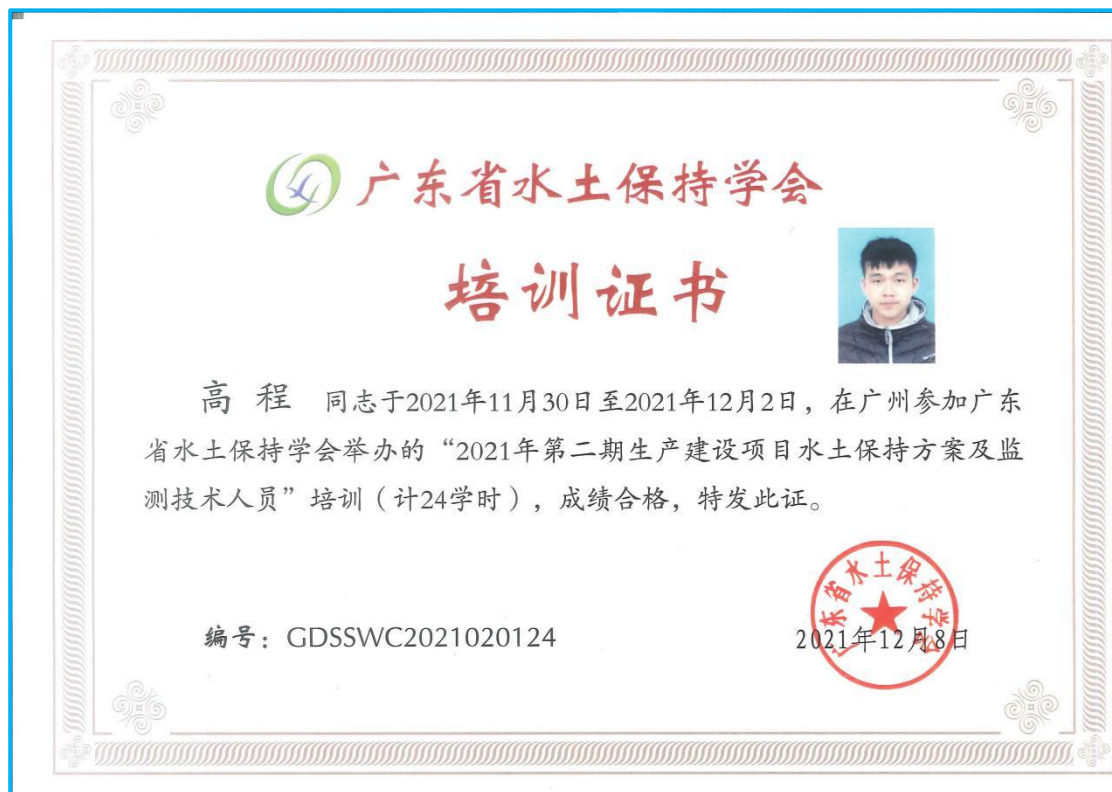 广东省水土保持学会
培训证书
高程 同志于2021年11月30日至2021年12月2日，在广州参加广东
省水土保持学会举办的“2021年第二期生产建设项目水土保持方案及监
测技术人员”培训（计24学时），成绩合格，特发此证。
广东省水土保持学会
编号：GDSSWC2021020124
2021年12月8日